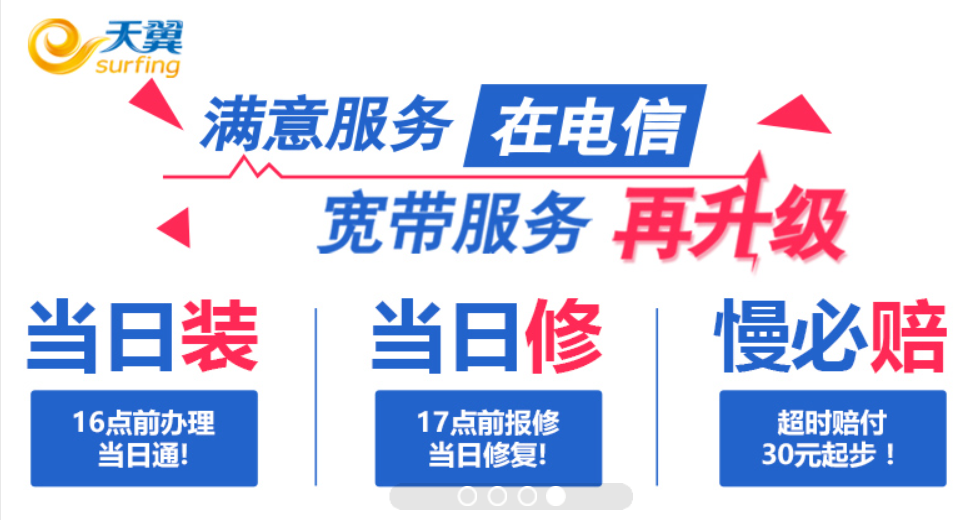 天翼
surfing
满意服务 在电信
宽带服务 再升级
当日装
16点前办理
当日通!
当日修
17点前报修
当日修复!
慢必赔
超时赔付
30元起步！